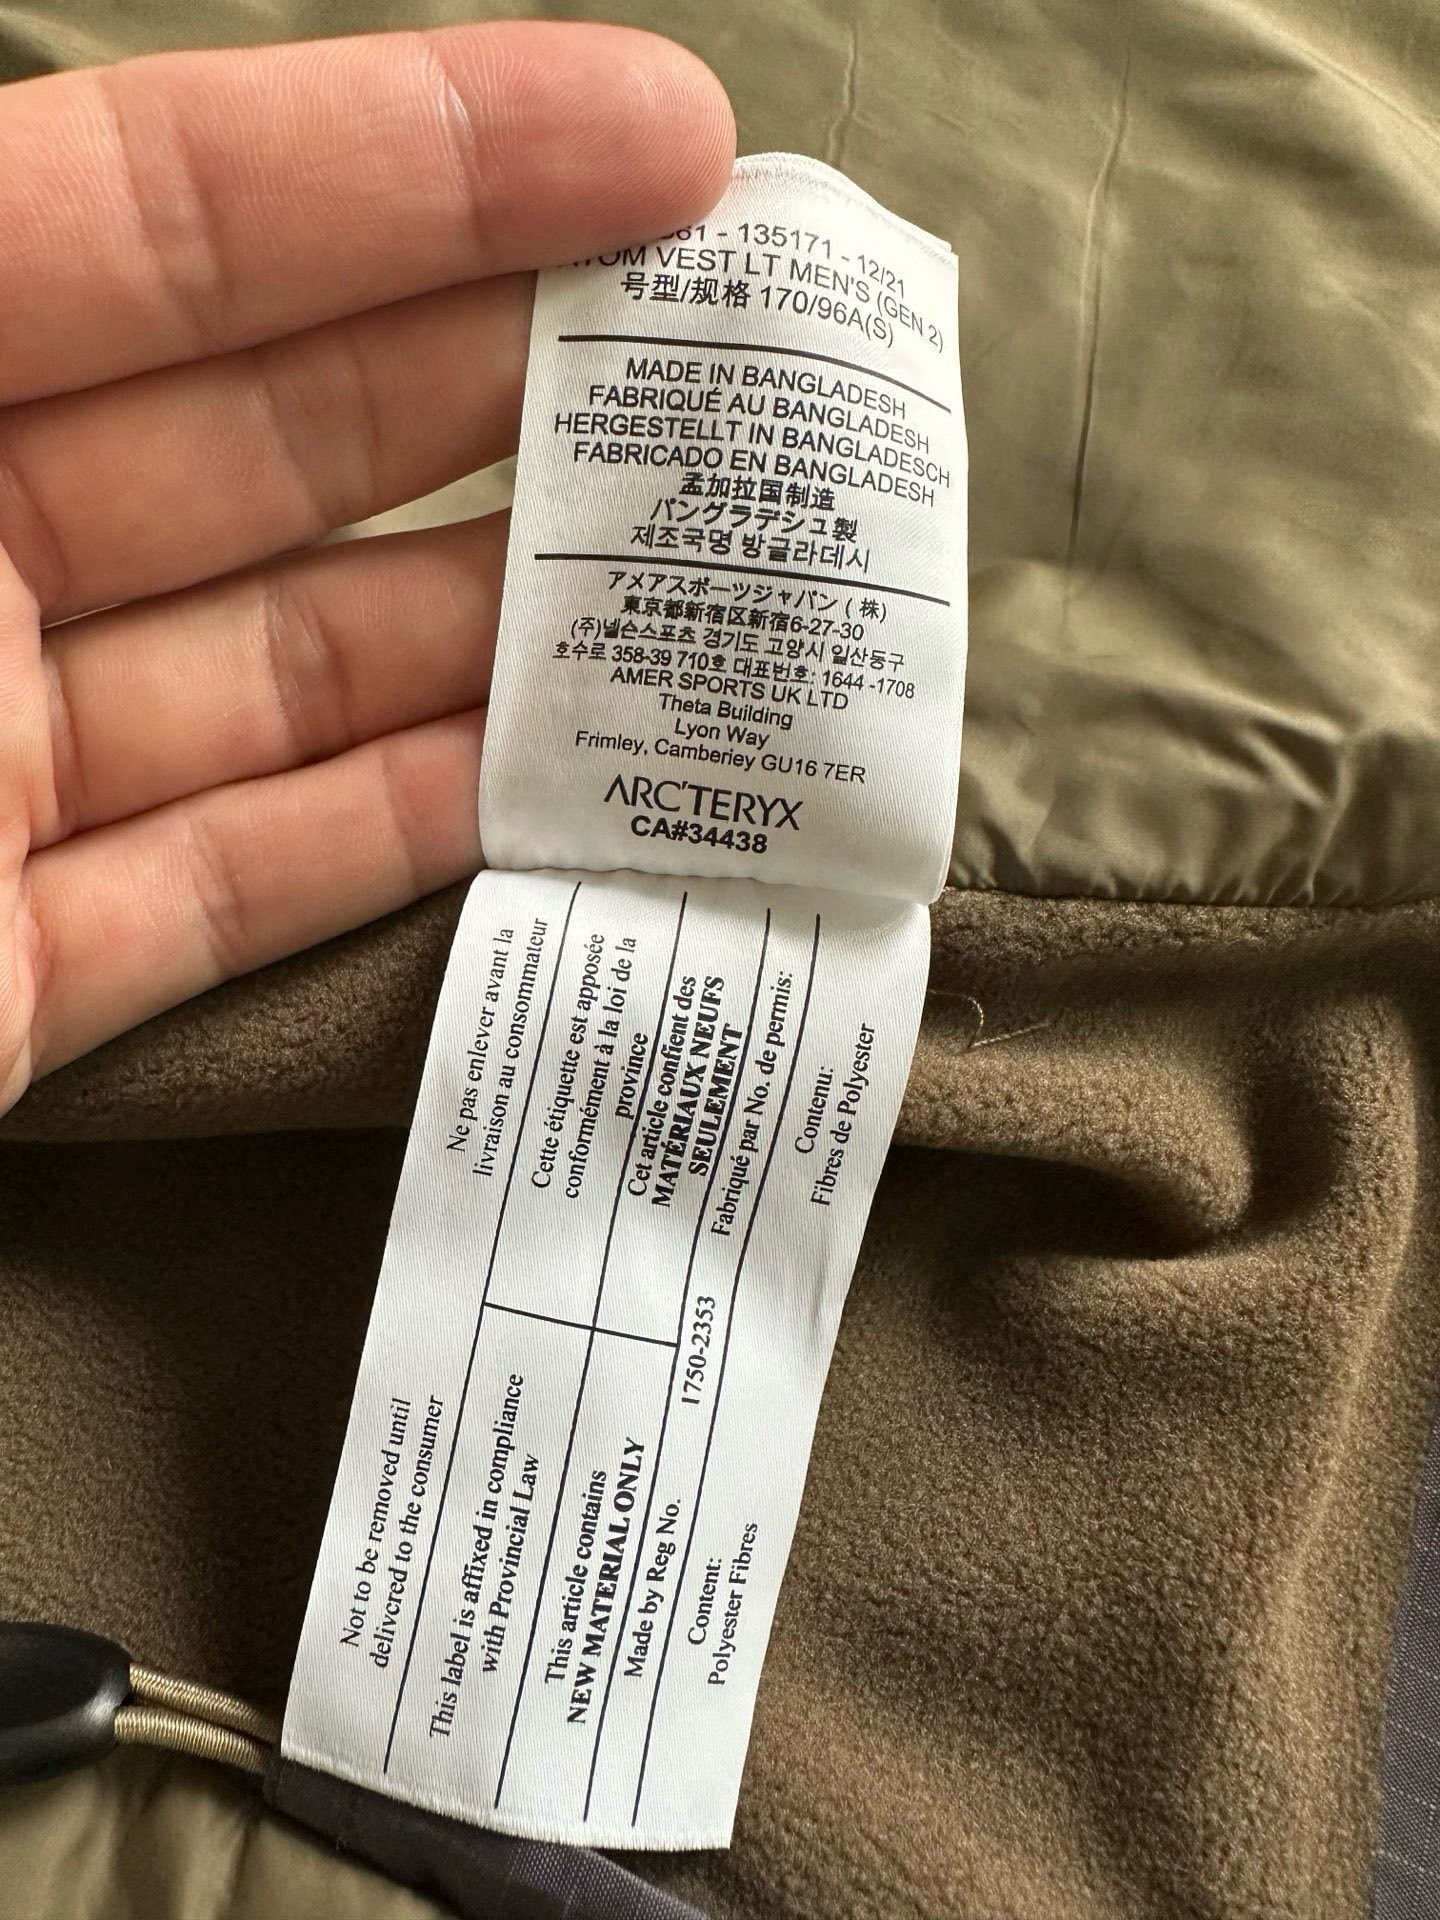 - 135171 - 12/21
VEST LT MEN'S (GEN 2)
号型/规格 170/96A(S)
MADE IN BANGLADESH
FABRIQUÉ AU BANGLADESH
HERGESTELLT IN BANGLADESCH
FABRICADO EN BANGLADESH
孟加拉国制造
バングラデシュ製
제조국명 방글라데시
アメアスポーツジャパン ( 株)
東京都新宿区新宿6-27-30
(주)넬슨스포츠 경기도 고양시 일산동구
호수로 358-39 710호 대표번호: 1644 -1708
AMER SPORTS UK LTD
Theta Building
Lyon Way
Frimley, Camberley GU16 7ER
ARC'TERYX
CA#34438
Ne pas enlever avant la
livraison au consommateur
Cette étiquette est apposée
conformément à la loi de la
province
Cet article confient des
MATÉRIAUX NEUFS
SEULEMENT
Fabriqué par No. de permis:
Contenu:
Fibres de Polyester
Not to be removed until
delivered to the consumer
This label is affixed in compliance
with Provincial Law
This article contains
NEW MATERIAL ONLY
Made by Reg No.
1750-2353
Content:
Polyester Fibres